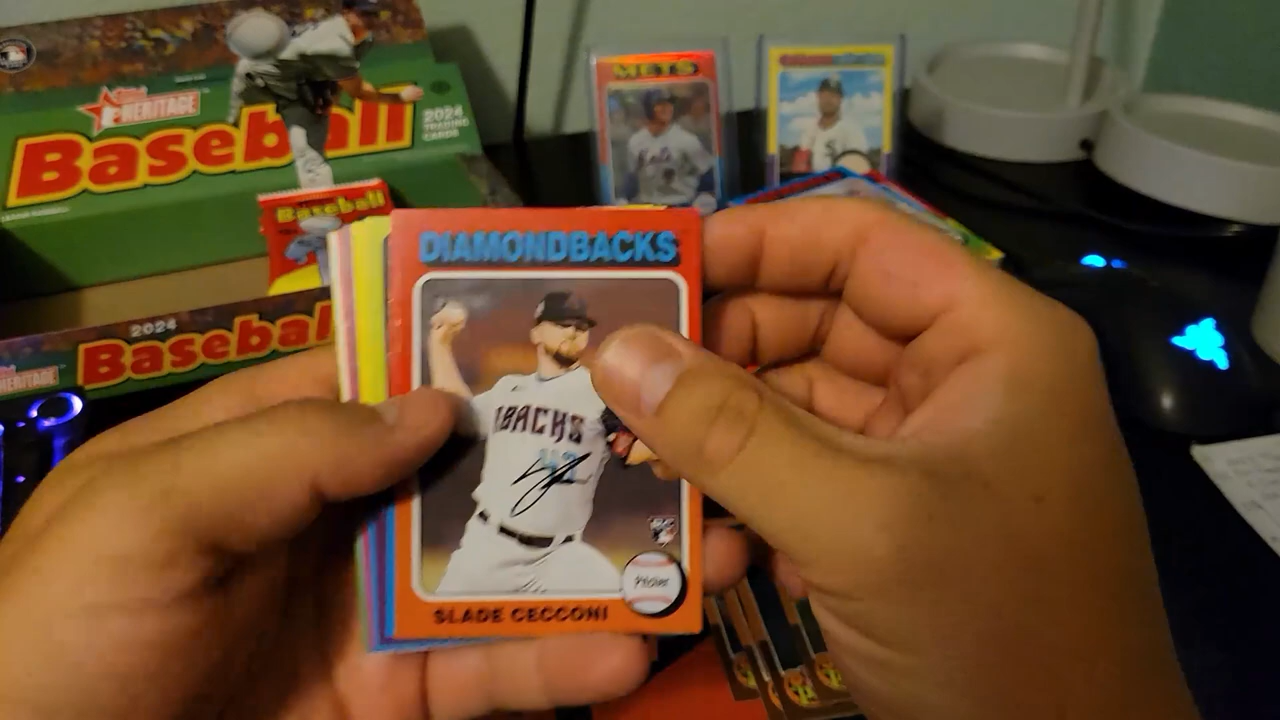 Topps
HERITAGE
Baseball
2024
TRADING
CARDS
METS
Baseball
DIAMONDBACKS
2024
HERITAGE
Baseball
DBACKS
Pitcher
SLADE CECCONI